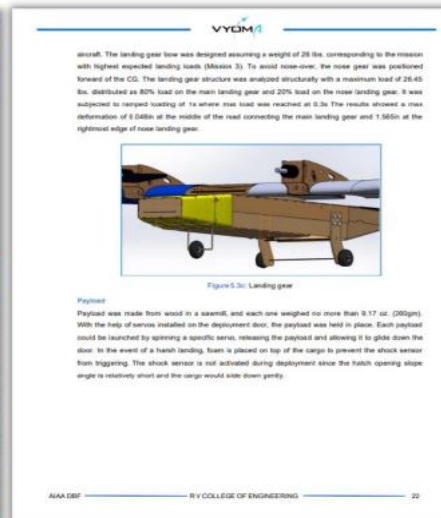 VYOMA
aircraft. The landing gear bow was designed assuming a weight of 26 lbs. corresponding to the mission
with highest expected landing loads (Mission 3). To avoid nose-over, the nose gear was positioned
forward of the CG. The landing gear structure was analyzed structurally with a maximum load of 26.45
lbs. distributed as 80% load on the main landing gear and 20% load on the nose landing gear. It was
subjected to ramped loading of 1s where max load was reached at 0.3s The results showed a max
deformation of 0.048in at the middle of the road connecting the main landing gear and 1.565in at the
rightmost edge of nose landing gear.
Figure 5.3c: Landing gear
Payload
Payload was made from wood in a sawmill, and each one weighed no more than 9.17 oz. (260gm).
With the help of servos installed on the deployment door, the payload was held in place. Each payload
could be launched by spinning a specific servo, releasing the payload and allowing it to glide down the
door. In the event of a harsh landing, foam is placed on top of the cargo to prevent the shock sensor
from triggering. The shock sensor is not activated during deployment since the hatch opening slope
angle is relatively short and the cargo would slide down gently.
AIAA DBF R V COLLEGE OF ENGINEERING 22